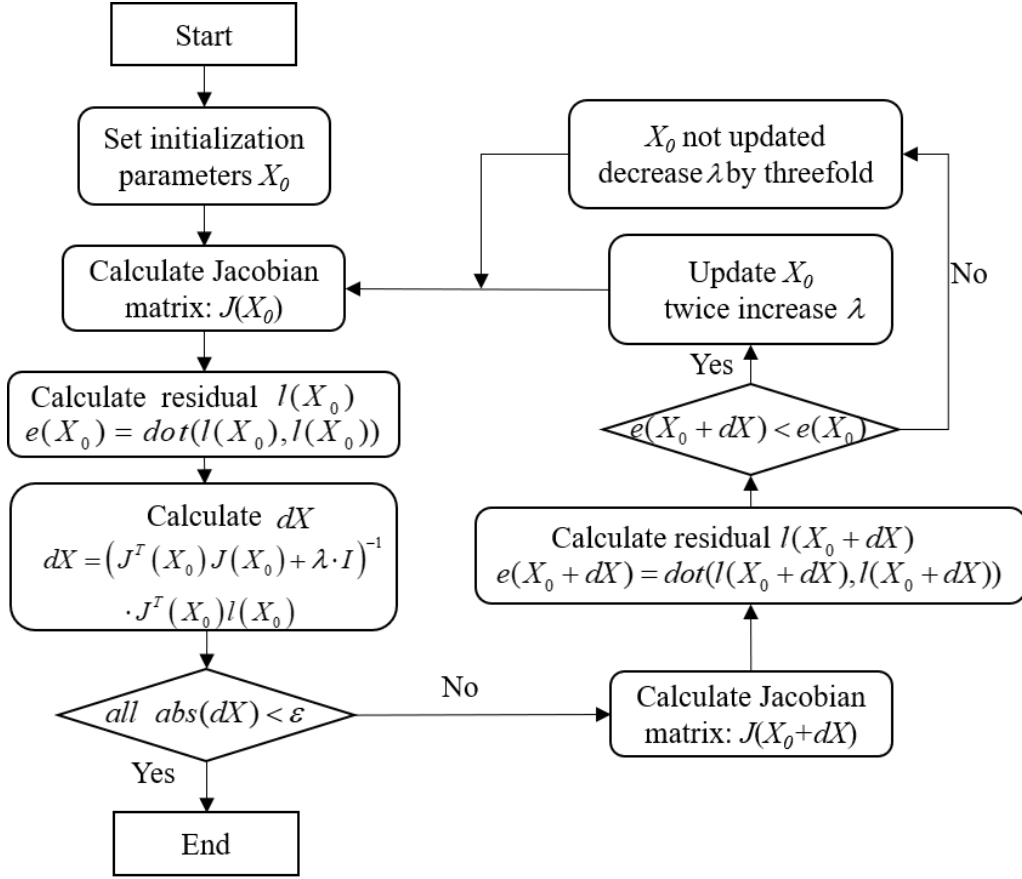 Start
Set initialization
parameters X₀
Calculate Jacobian
matrix: J(X₀)
Calculate residual l(X₀)
e(X₀) = dot(l(X₀),l(X₀))
Calculate dX
dX = (Jᵀ(X₀)J(X₀)+λ·I)⁻¹
·Jᵀ(X₀)l(X₀)
all abs(dX)<ε
Yes
End
No
Calculate Jacobian
matrix: J(X₀+dX)
Calculate residual l(X₀+dX)
e(X₀+dX)=dot(l(X₀+dX),l(X₀+dX))
e(X₀+dX)<e(X₀)
Yes
Update X₀
twice increase λ
No
X₀ not updated
decrease λ by threefold